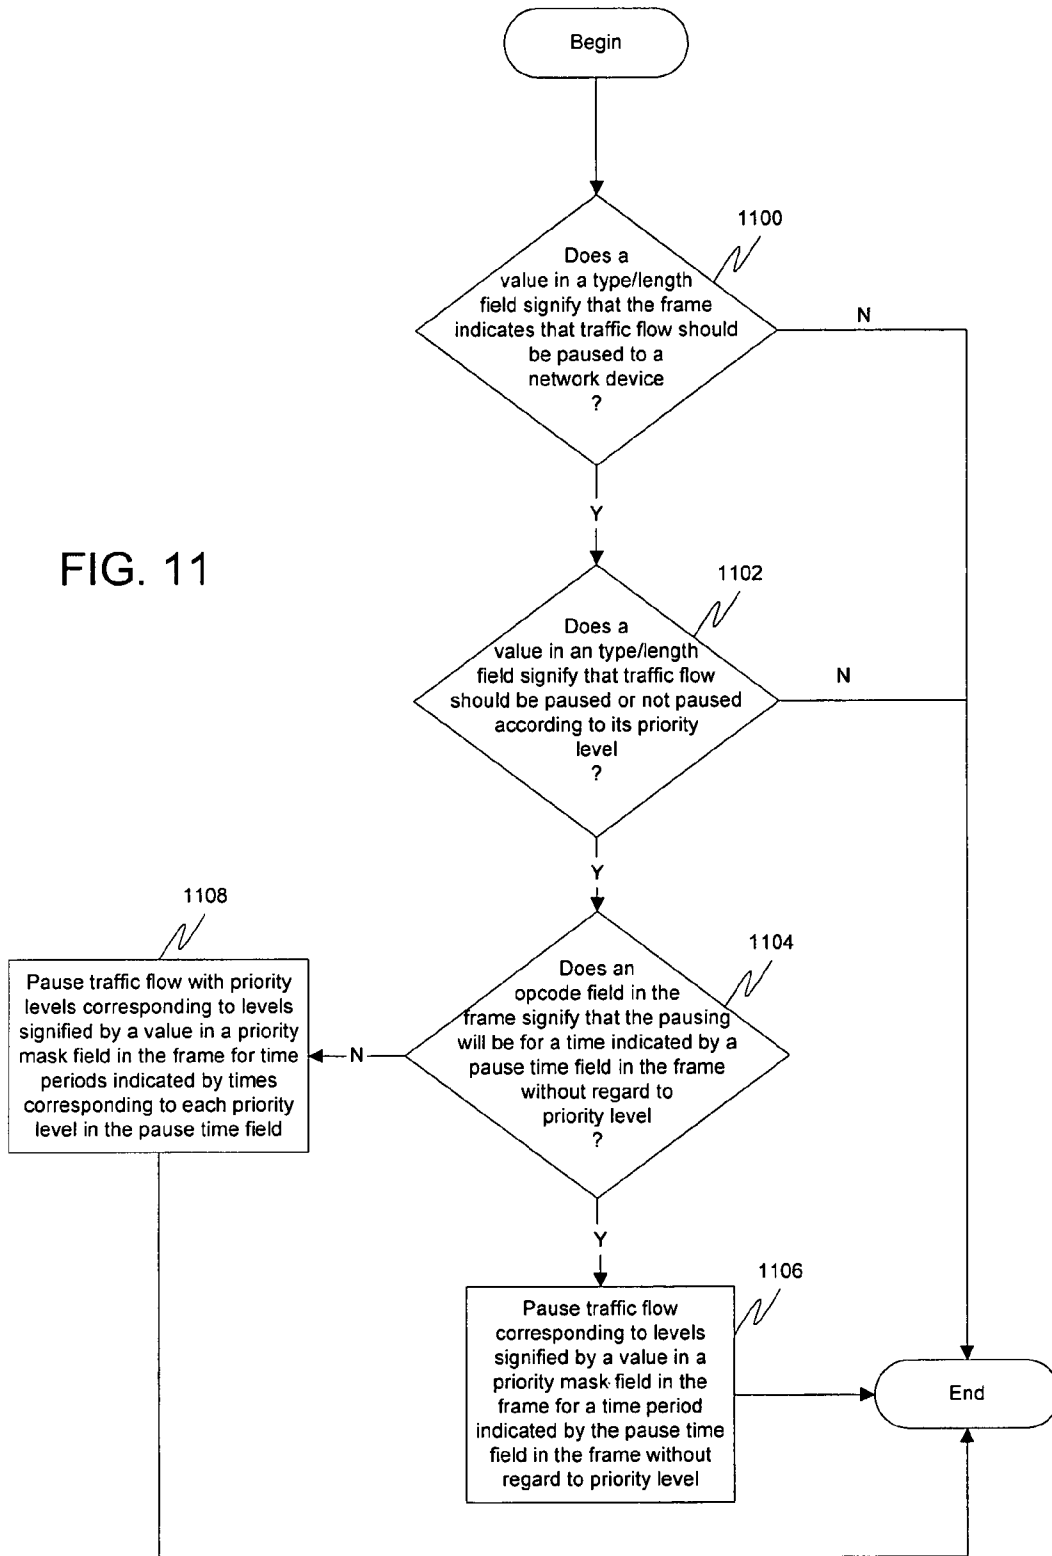 Begin
1100
Does a
value in a type/length
field signify that the frame
indicates that traffic flow should
be paused to a
network device
?
N
Y
FIG. 11
1102
Does a
value in an type/length
field signify that traffic flow
should be paused or not paused
according to its priority
level
?
N
Y
1108
Pause traffic flow with priority
levels corresponding to levels
signified by a value in a priority
mask field in the frame for time
periods indicated by times
corresponding to each priority
level in the pause time field
N
1104
Does an
opcode field in the
frame signify that the pausing
will be for a time indicated by a
pause time field in the frame
without regard to
priority level
?
Y
1106
Pause traffic flow
corresponding to levels
signified by a value in a
priority mask field in the
frame for a time period
indicated by the pause time
field in the frame without
regard to priority level
End